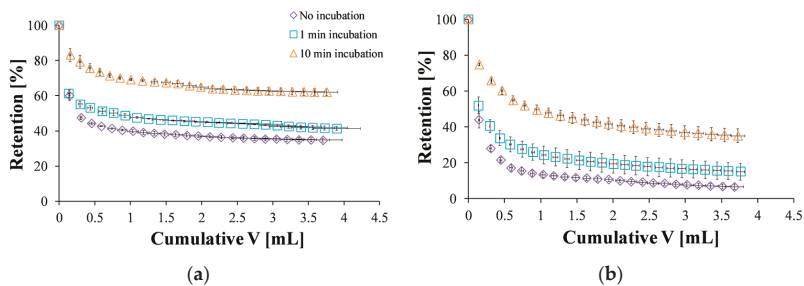 No incubation
1 min incubation
10 min incubation
Retention [%]
100
80
60
40
20
0
0 0.5 1 1.5 2 2.5 3 3.5 4 4.5
Cumulative V [mL]
(a)
Retention [%]
100
80
60
40
20
0
0 0.5 1 1.5 2 2.5 3 3.5 4 4.5
Cumulative V [mL]
(b)